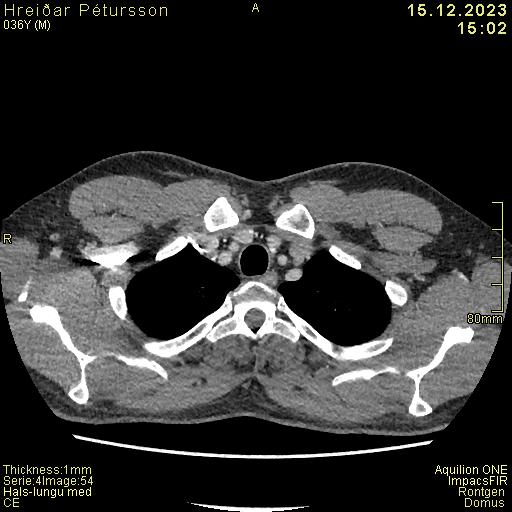 Hreiðar Pétursson
036Y (M)
A
15.12.2023
15:02
R
80mm
Thickness:1mm
Serie:4Image:54
Hals-lungu med
CE
Aquilion ONE
ImpacsFIR
Rontgen
Domus